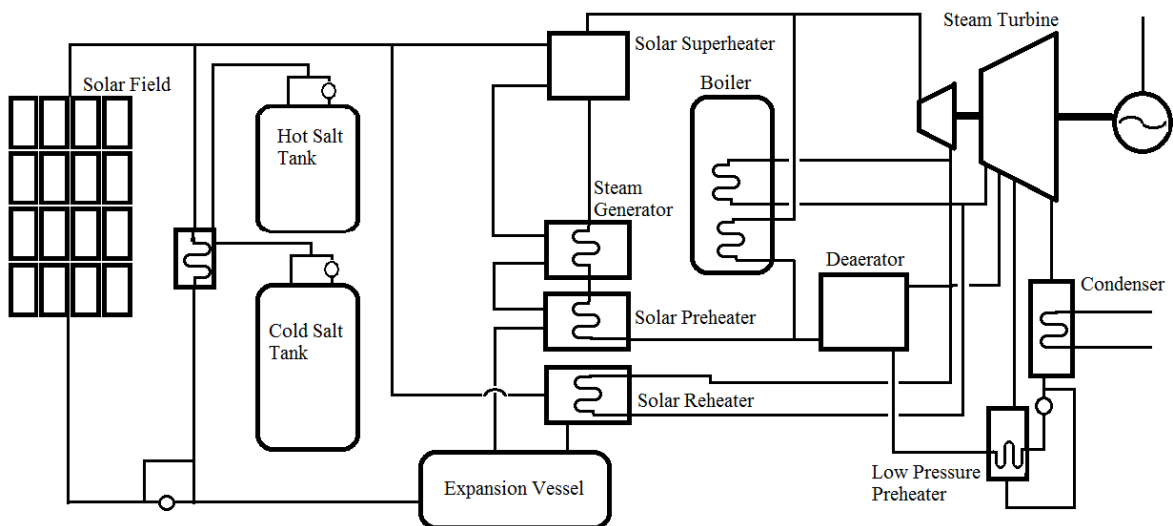 Steam Turbine
Solar Superheater
Solar Field
Boiler
Hot Salt
Tank
Steam
Generator
Deaerator
Condenser
Cold Salt
Tank
Solar Preheater
Solar Reheater
Low Pressure
Preheater
Expansion Vessel